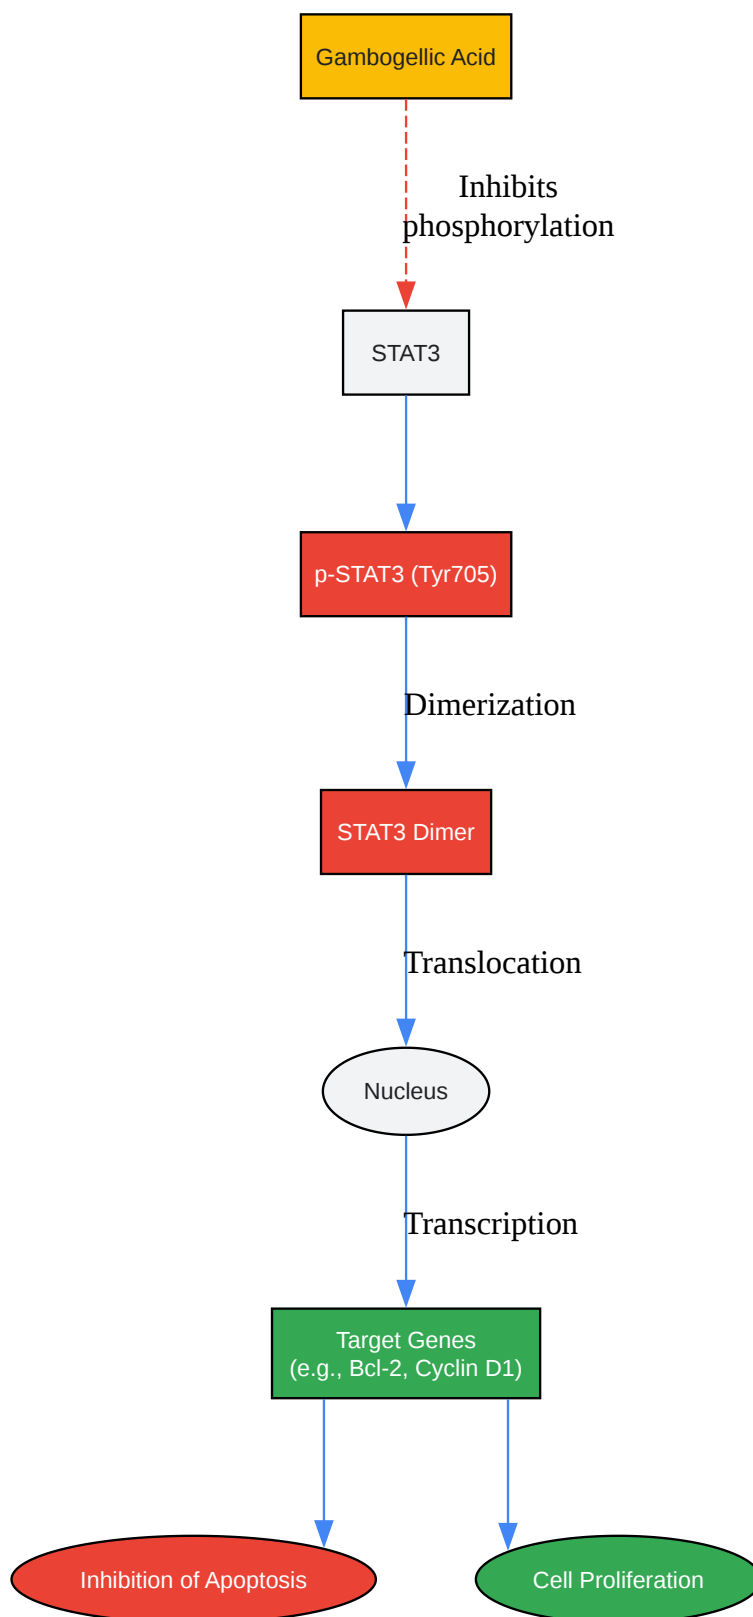 Gambogellic Acid
Inhibits
phosphorylation
STAT3
p-STAT3 (Tyr705)
Dimerization
STAT3 Dimer
Translocation
Nucleus
Transcription
Target Genes
(e.g., Bcl-2, Cyclin D1)
Inhibition of Apoptosis
Cell Proliferation